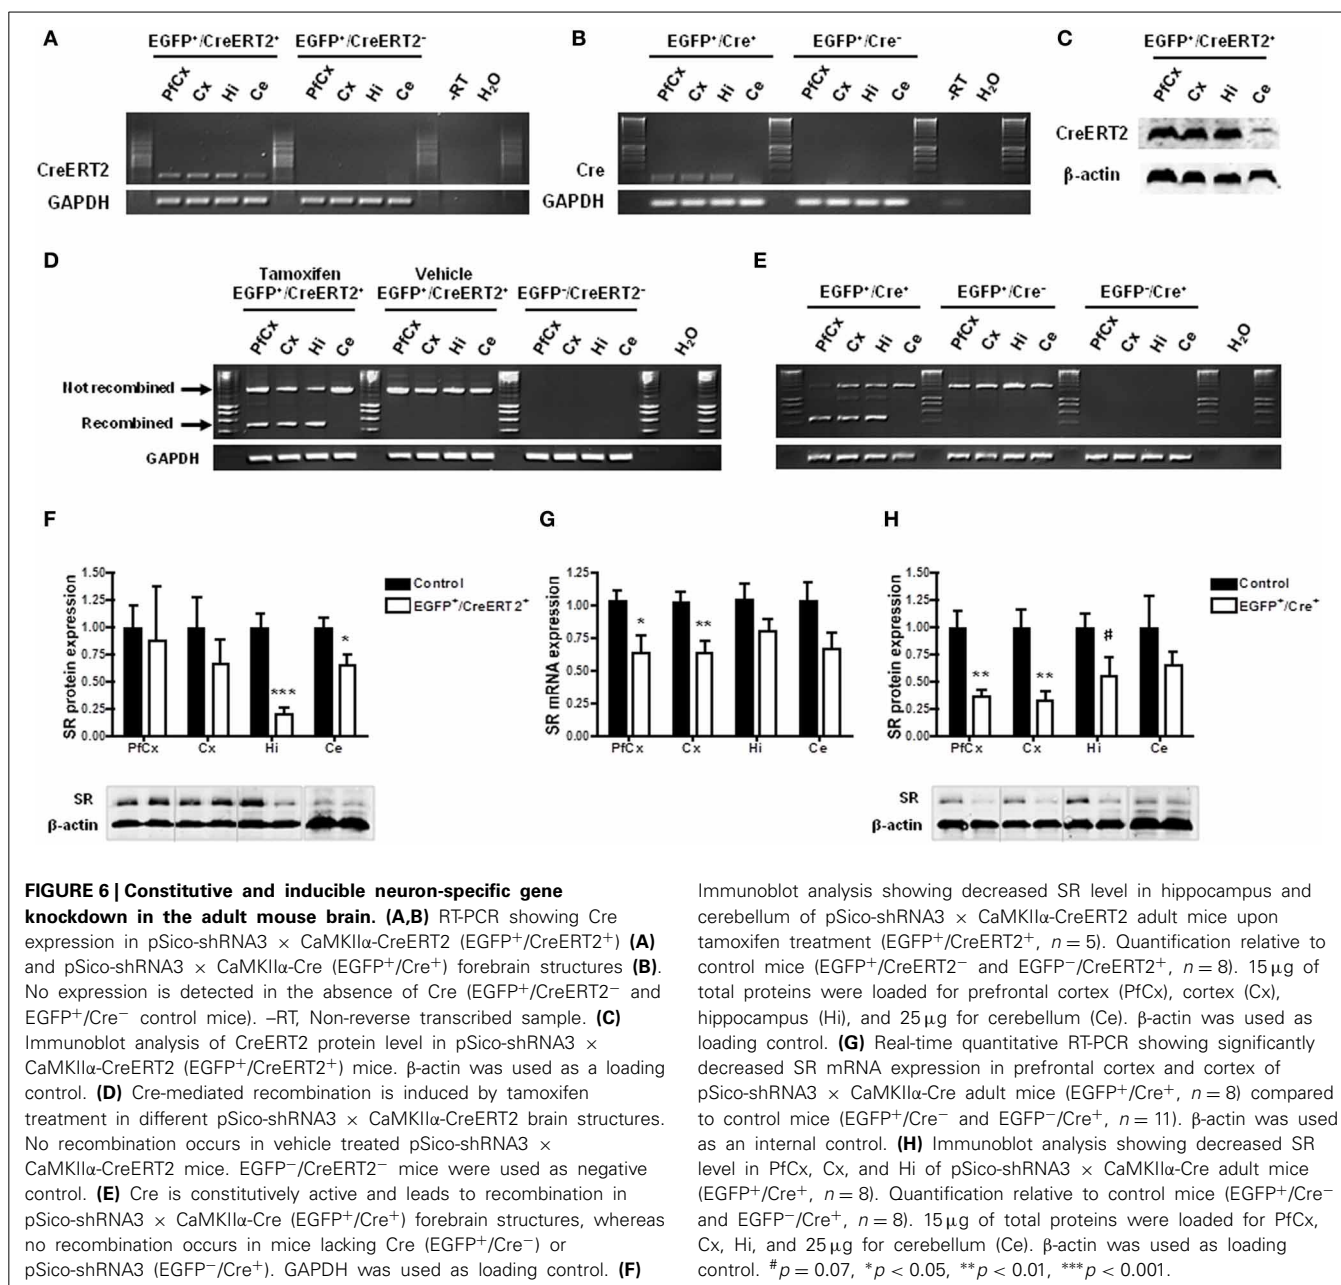 A
EGFP⁺/CreERT2⁺ EGFP⁺/CreERT2⁻
PfCx Cx Hi Ce PfCx Cx Hi Ce -RT H₂O
CreERT2
GAPDH
B
EGFP⁺/Cre⁺ EGFP⁺/Cre⁻
PfCx Cx Hi Ce PfCx Cx Hi Ce -RT H₂O
Cre
GAPDH
C
EGFP⁺/CreERT2⁺
PfCx Cx Hi Ce
CreERT2
β-actin
D
Tamoxifen Vehicle
EGFP⁺/CreERT2⁺ EGFP⁺/CreERT2⁺ EGFP⁻/CreERT2⁻
PfCx Cx Hi Ce PfCx Cx Hi Ce PfCx Cx Hi Ce H₂O
Not recombined
Recombined
GAPDH
E
EGFP⁺/Cre⁺ EGFP⁺/Cre⁻ EGFP⁻/Cre⁺
PfCx Cx Hi Ce PfCx Cx Hi Ce PfCx Cx Hi Ce H₂O
F
SR protein expression
1.50
1.25
1.00
0.75
0.50
0.25
0.00
*** *
PfCx Cx Hi Ce
Control
EGFP⁺/CreERT2⁺
SR
β-actin
G
SR mRNA expression
1.25
1.00
0.75
0.50
0.25
0.00
* **
PfCx Cx Hi Ce
H
SR protein expression
1.50
1.25
1.00
0.75
0.50
0.25
0.00
** ** #
PfCx Cx Hi Ce
Control
EGFP⁺/Cre⁺
SR
β-actin
FIGURE 6 | Constitutive and inducible neuron-specific gene
knockdown in the adult mouse brain. (A,B) RT-PCR showing Cre
expression in pSico-shRNA3 × CaMKIIα-CreERT2 (EGFP⁺/CreERT2⁺) (A)
and pSico-shRNA3 × CaMKIIα-Cre (EGFP⁺/Cre⁺) forebrain structures (B).
No expression is detected in the absence of Cre (EGFP⁺/CreERT2⁻ and
EGFP⁺/Cre⁻ control mice). –RT, Non-reverse transcribed sample. (C)
Immunoblot analysis of CreERT2 protein level in pSico-shRNA3 ×
CaMKIIα-CreERT2 (EGFP⁺/CreERT2⁺) mice. β-actin was used as a loading
control. (D) Cre-mediated recombination is induced by tamoxifen
treatment in different pSico-shRNA3 × CaMKIIα-CreERT2 brain structures.
No recombination occurs in vehicle treated pSico-shRNA3 ×
CaMKIIα-CreERT2 mice. EGFP⁻/CreERT2⁻ mice were used as negative
control. (E) Cre is constitutively active and leads to recombination in
pSico-shRNA3 × CaMKIIα-Cre (EGFP⁺/Cre⁺) forebrain structures, whereas
no recombination occurs in mice lacking Cre (EGFP⁺/Cre⁻) or
pSico-shRNA3 (EGFP⁻/Cre⁺). GAPDH was used as loading control. (F)
Immunoblot analysis showing decreased SR level in hippocampus and
cerebellum of pSico-shRNA3 × CaMKIIα-CreERT2 adult mice upon
tamoxifen treatment (EGFP⁺/CreERT2⁺, n = 5). Quantification relative to
control mice (EGFP⁺/CreERT2⁻ and EGFP⁻/CreERT2⁺, n = 8). 15 μg of
total proteins were loaded for prefrontal cortex (PfCx), cortex (Cx),
hippocampus (Hi), and 25 μg for cerebellum (Ce). β-actin was used as
loading control. (G) Real-time quantitative RT-PCR showing significantly
decreased SR mRNA expression in prefrontal cortex and cortex of
pSico-shRNA3 × CaMKIIα-Cre adult mice (EGFP⁺/Cre⁺, n = 8) compared
to control mice (EGFP⁺/Cre⁻ and EGFP⁻/Cre⁺, n = 11). β-actin was used
as an internal control. (H) Immunoblot analysis showing decreased SR
level in PfCx, Cx, and Hi of pSico-shRNA3 × CaMKIIα-Cre adult mice
(EGFP⁺/Cre⁺, n = 8). Quantification relative to control mice (EGFP⁺/Cre⁻
and EGFP⁻/Cre⁺, n = 8). 15 μg of total proteins were loaded for PfCx,
Cx, Hi, and 25 μg for cerebellum (Ce). β-actin was used as loading
control. #p = 0.07, *p < 0.05, **p < 0.01, ***p < 0.001.